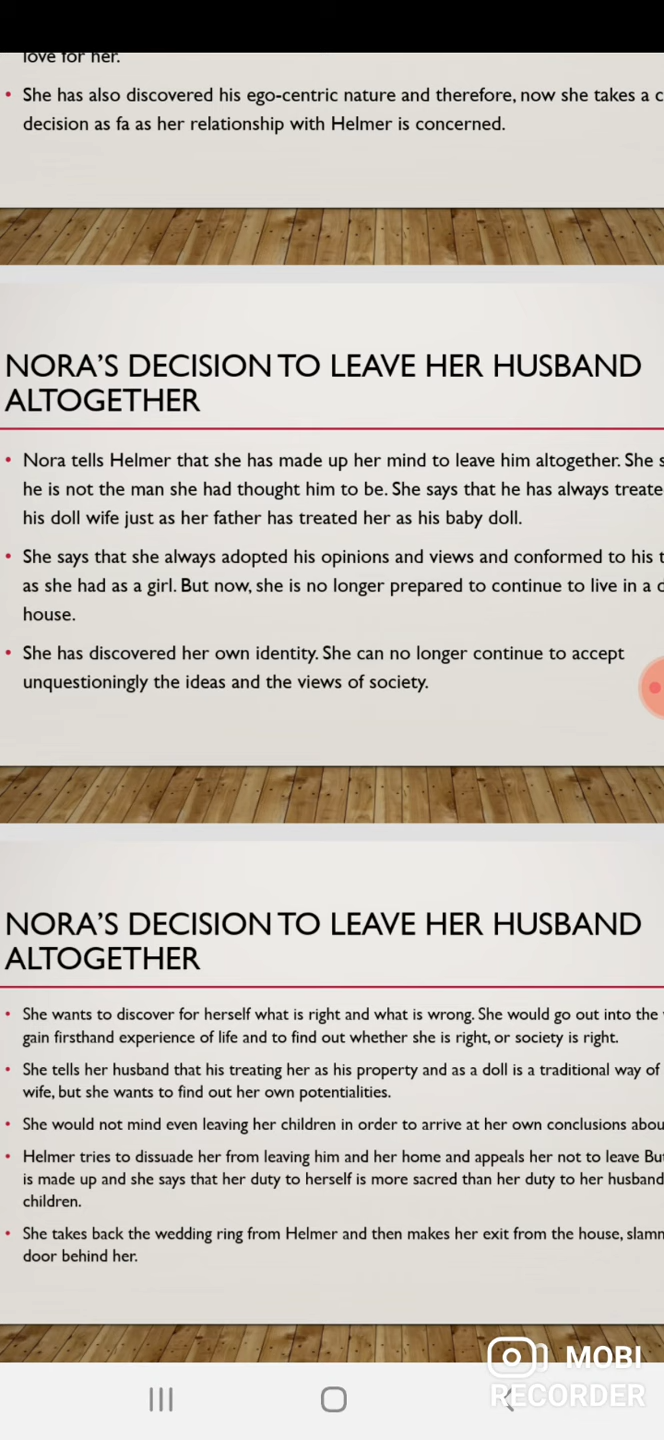 love for her.
• She has also discovered his ego-centric nature and therefore, now she takes a
decision as fa as her relationship with Helmer is concerned.
NORA'S DECISION TO LEAVE HER HUSBAND
ALTOGETHER
• Nora tells Helmer that she has made up her mind to leave him altogether. She
he is not the man she had thought him to be. She says that he has always
his doll wife just as her father has treated her as his baby doll.
• She says that she always adopted his opinions and views and conformed to his
as she had as a girl. But now, she is no longer prepared to continue to live in a
house.
• She has discovered her own identity. She can no longer continue to accept
unquestioningly the ideas and the views of society.
NORA'S DECISION TO LEAVE HER HUSBAND
ALTOGETHER
• She wants to discover for herself what is right and what is wrong. She would go out into the
gain firsthand experience of life and to find out whether she is right, or society is right.
• She tells her husband that his treating her as his property and as a doll is a traditional way of
wife, but she wants to find out her own potentialities.
• She would not mind even leaving her children in order to arrive at her own conclusions
• Helmer tries to dissuade her from leaving him and her home and appeals her not to leave
is made up and she says that her duty to herself is more sacred than her duty to her husband
children.
• She takes back the wedding ring from Helmer and then makes her exit from the house,
door behind her.
MOBI
RECORDER